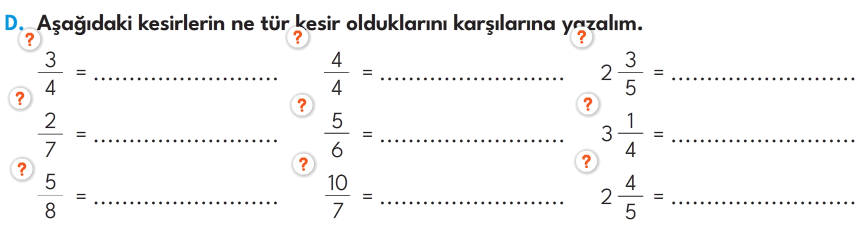 D. Aşağıdaki kesirlerin ne tür kesir olduklarını karşılarına yazalım.
? ? ?
3/4 = .......................... 4/4 = .......................... 2 3/5 = ..........................
? ? ?
2/7 = .......................... 5/6 = .......................... 3 1/4 = ..........................
? ? ?
5/8 = .......................... 10/7 = .......................... 2 4/5 = ..........................